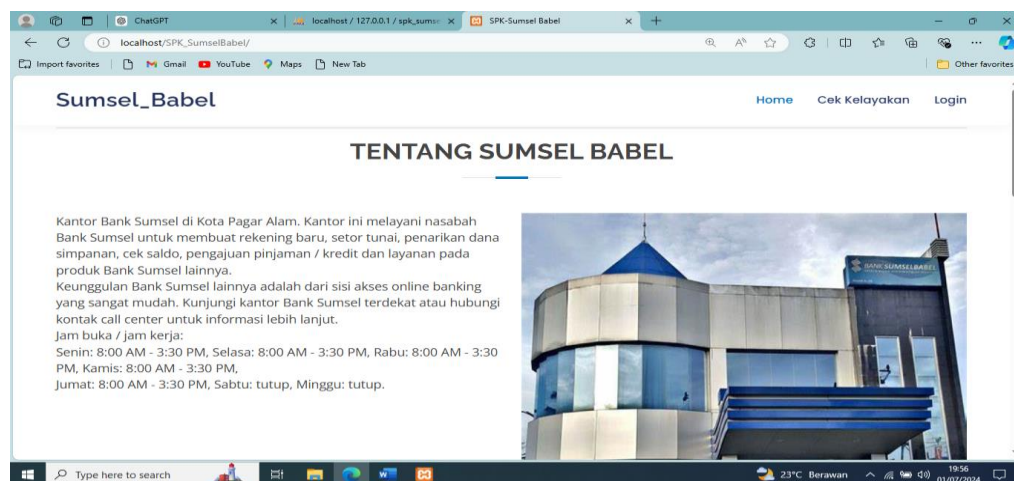 ChatGPT
localhost / 127.0.0.1 / spk_sumse
SPK-Sumsel Babel
localhost/SPK_SumselBabel/
Import favorites
Gmail
YouTube
Maps
New Tab
Other favorites
Sumsel_Babel
Home
Cek Kelayakan
Login
TENTANG SUMSEL BABEL
Kantor Bank Sumsel di Kota Pagar Alam. Kantor ini melayani nasabah
Bank Sumsel untuk membuat rekening baru, setor tunai, penarikan dana
simpanan, cek saldo, pengajuan pinjaman / kredit dan layanan pada
produk Bank Sumsel lainnya.
Keunggulan Bank Sumsel lainnya adalah dari sisi akses online banking
yang sangat mudah. Kunjungi kantor Bank Sumsel terdekat atau hubungi
kontak call center untuk informasi lebih lanjut.
Jam buka / jam kerja:
Senin: 8:00 AM - 3:30 PM, Selasa: 8:00 AM - 3:30 PM, Rabu: 8:00 AM - 3:30
PM, Kamis: 8:00 AM - 3:30 PM,
Jumat: 8:00 AM - 3:30 PM, Sabtu: tutup, Minggu: tutup.
BANK SUMSELBABEL
Type here to search
23°C Berawan
19:56
01/07/2024